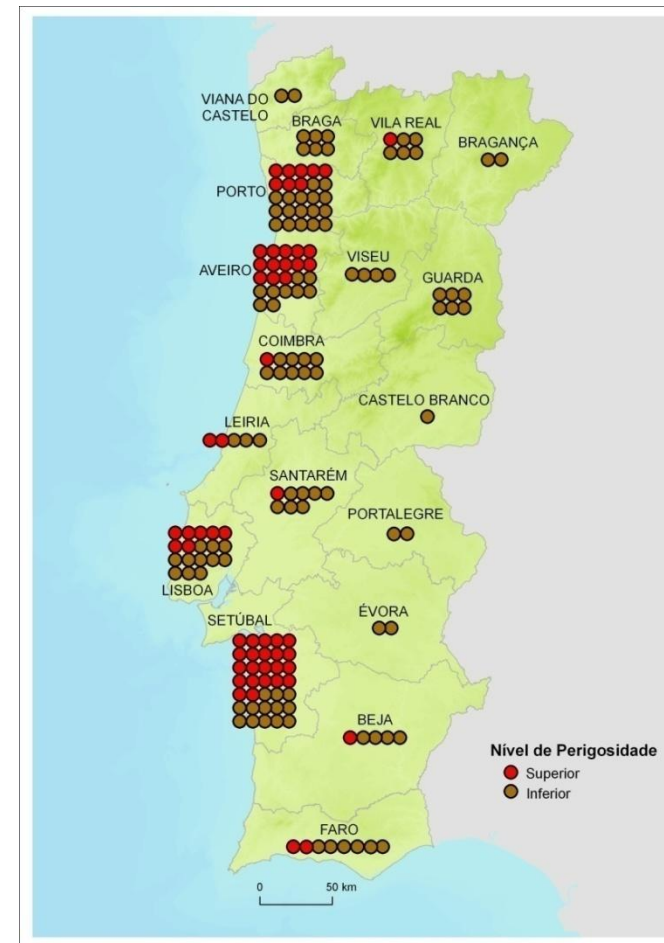 VIANA DO
CASTELO
BRAGA
VILA REAL
BRAGANÇA
PORTO
AVEIRO
VISEU
GUARDA
COIMBRA
CASTELO BRANCO
LEIRIA
SANTARÉM
PORTALEGRE
LISBOA
SETÚBAL
ÉVORA
BEJA
Nível de Perigosidade
Superior
Inferior
FARO
0 50 km